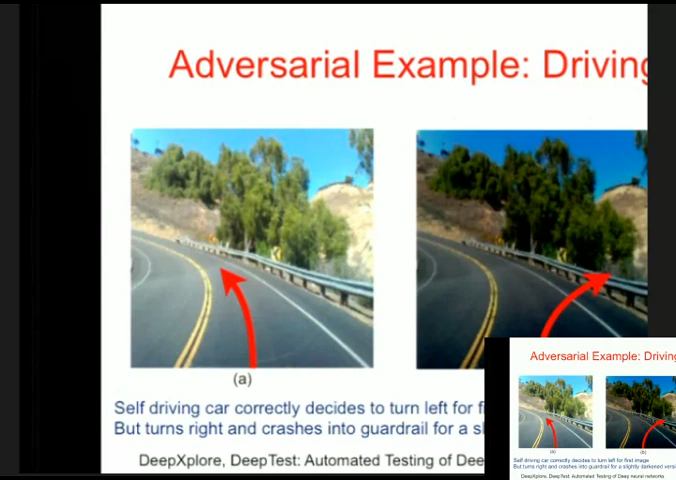 Adversarial Example: Driving
(a)
Self driving car correctly decides to turn left for fi
But turns right and crashes into guardrail for a sl
DeepXplore, DeepTest: Automated Testing of Dee
Adversarial Example: Driving
(a)
(b)
Self driving car correctly decides to turn left for first image
But turns right and crashes into guardrail for a slightly darkened versi
DeepXplore, DeepTest: Automated Testing of Deep neural networks